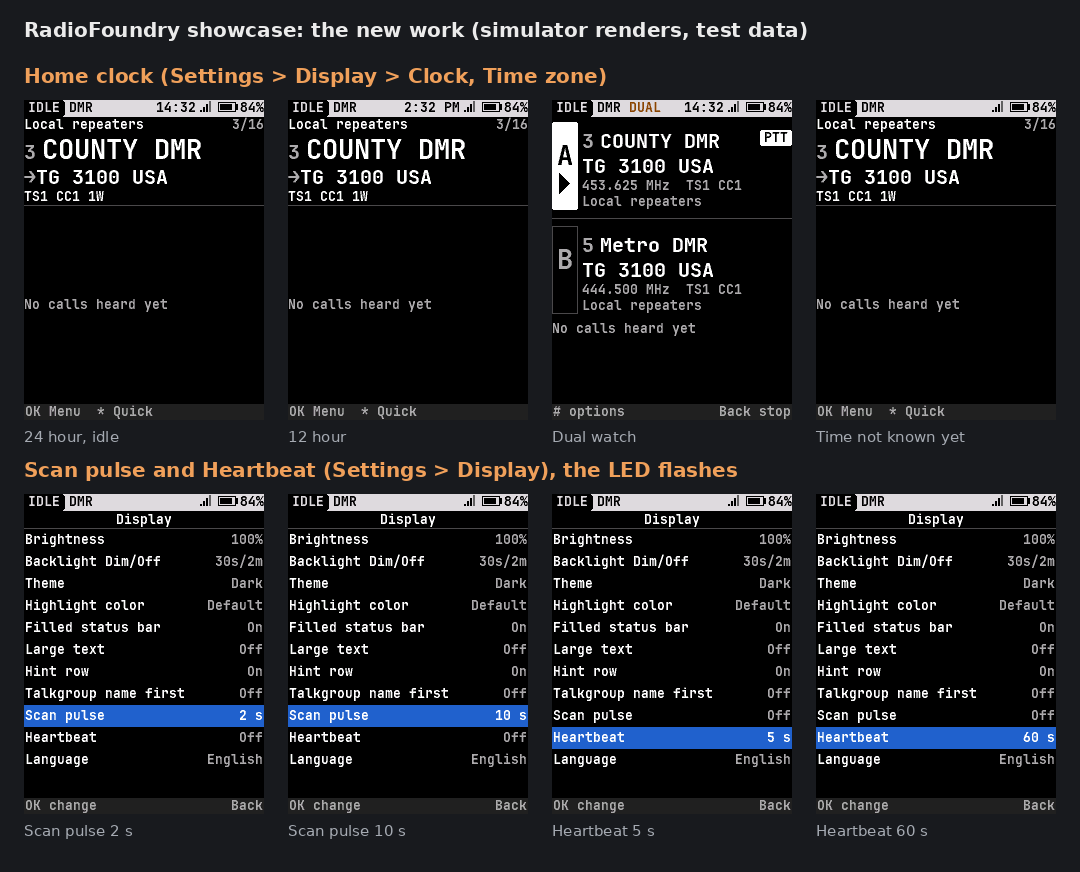 RadioFoundry showcase: the new work (simulator renders, test data)
Home clock (Settings > Display > Clock, Time zone)
IDLE DMR 14:32 84%
Local repeaters 3/16
3 COUNTY DMR
→TG 3100 USA
TS1 CC1 1W
No calls heard yet
OK Menu * Quick
24 hour, idle
IDLE DMR 2:32 PM 84%
Local repeaters 3/16
3 COUNTY DMR
→TG 3100 USA
TS1 CC1 1W
No calls heard yet
OK Menu * Quick
12 hour
IDLE DMR DUAL 14:32 84%
A
3 COUNTY DMR PTT
TG 3100 USA
453.625 MHz TS1 CC1
Local repeaters
B
5 Metro DMR
TG 3100 USA
444.500 MHz TS1 CC1
Local repeaters
No calls heard yet
# options Back stop
Dual watch
IDLE DMR 84%
Local repeaters 3/16
3 COUNTY DMR
→TG 3100 USA
TS1 CC1 1W
No calls heard yet
OK Menu * Quick
Time not known yet
Scan pulse and Heartbeat (Settings > Display), the LED flashes
IDLE DMR 84%
Display
Brightness 100%
Backlight Dim/Off 30s/2m
Theme Dark
Highlight color Default
Filled status bar On
Large text Off
Hint row On
Talkgroup name first Off
Scan pulse 2 s
Heartbeat Off
Language English
OK change Back
Scan pulse 2 s
IDLE DMR 84%
Display
Brightness 100%
Backlight Dim/Off 30s/2m
Theme Dark
Highlight color Default
Filled status bar On
Large text Off
Hint row On
Talkgroup name first Off
Scan pulse 10 s
Heartbeat Off
Language English
OK change Back
Scan pulse 10 s
IDLE DMR 84%
Display
Brightness 100%
Backlight Dim/Off 30s/2m
Theme Dark
Highlight color Default
Filled status bar On
Large text Off
Hint row On
Talkgroup name first Off
Scan pulse Off
Heartbeat 5 s
Language English
OK change Back
Heartbeat 5 s
IDLE DMR 84%
Display
Brightness 100%
Backlight Dim/Off 30s/2m
Theme Dark
Highlight color Default
Filled status bar On
Large text Off
Hint row On
Talkgroup name first Off
Scan pulse Off
Heartbeat 60 s
Language English
OK change Back
Heartbeat 60 s